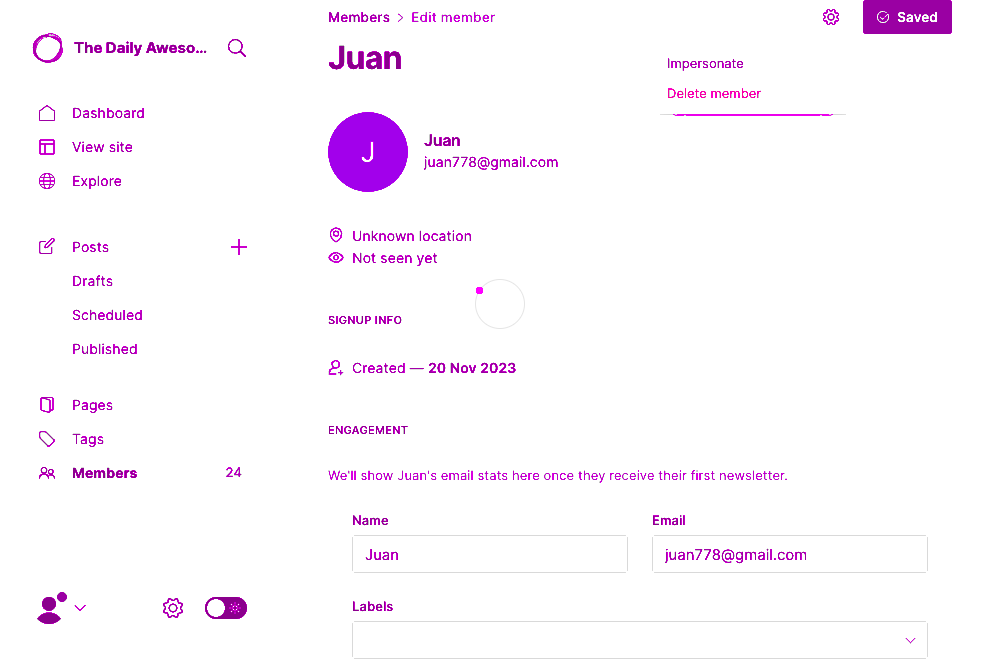 The Daily Aweso...
Dashboard
View site
Explore
Posts
Drafts
Scheduled
Published
Pages
Tags
Members 24
Members > Edit member
Saved
Juan
Impersonate
Delete member
J
Juan
juan778@gmail.com
Unknown location
Not seen yet
SIGNUP INFO
Created — 20 Nov 2023
ENGAGEMENT
We'll show Juan's email stats here once they receive their first newsletter.
Name
Juan
Email
juan778@gmail.com
Labels